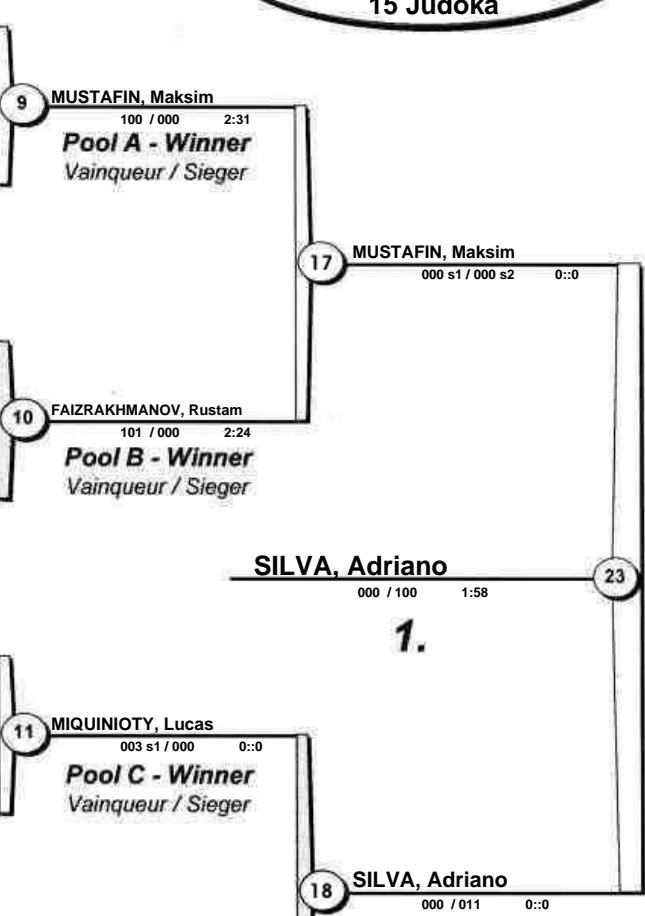 15 Judoka
9
MUSTAFIN, Maksim
100 / 000 2:31
Pool A - Winner
Vainqueur / Sieger
17
MUSTAFIN, Maksim
000 s1 / 000 s2 0::0
10
FAIZRAKHMANOV, Rustam
101 / 000 2:24
Pool B - Winner
Vainqueur / Sieger
SILVA, Adriano
000 / 100 1:58
23
1.
11
MIQUINIOTY, Lucas
003 s1 / 000 0::0
Pool C - Winner
Vainqueur / Sieger
18
SILVA, Adriano
000 / 011 0::0